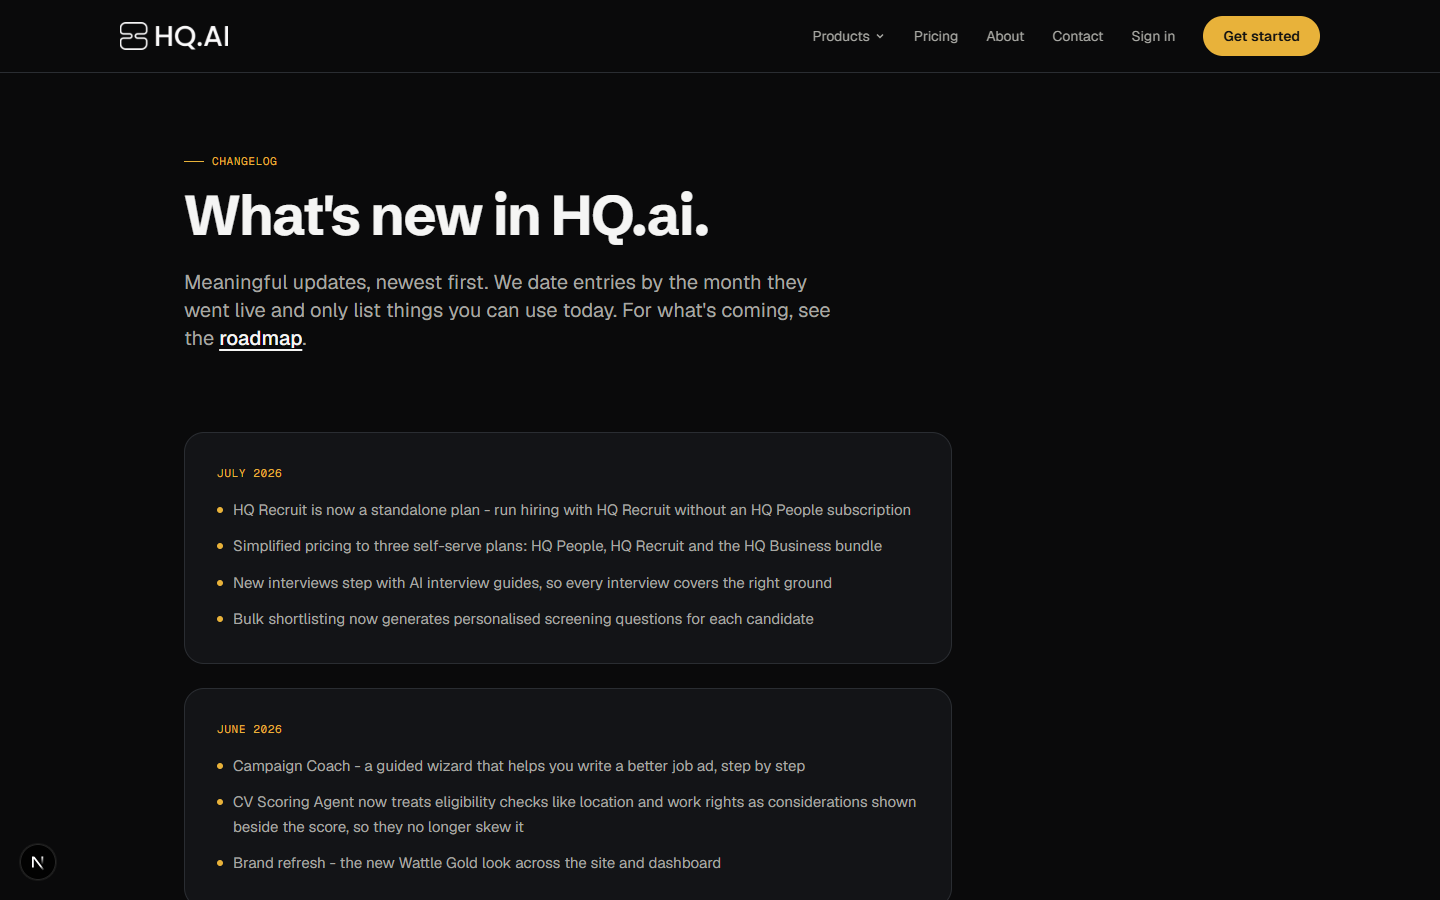 HQ.AI
Products
Pricing
About
Contact
Sign in
Get started
CHANGELOG
What's new in HQ.ai.
Meaningful updates, newest first. We date entries by the month they
went live and only list things you can use today. For what's coming, see
the roadmap.
JULY 2026
HQ Recruit is now a standalone plan - run hiring with HQ Recruit without an HQ People subscription
Simplified pricing to three self-serve plans: HQ People, HQ Recruit and the HQ Business bundle
New interviews step with AI interview guides, so every interview covers the right ground
Bulk shortlisting now generates personalised screening questions for each candidate
JUNE 2026
Campaign Coach - a guided wizard that helps you write a better job ad, step by step
CV Scoring Agent now treats eligibility checks like location and work rights as considerations shown
beside the score, so they no longer skew it
Brand refresh - the new Wattle Gold look across the site and dashboard
N